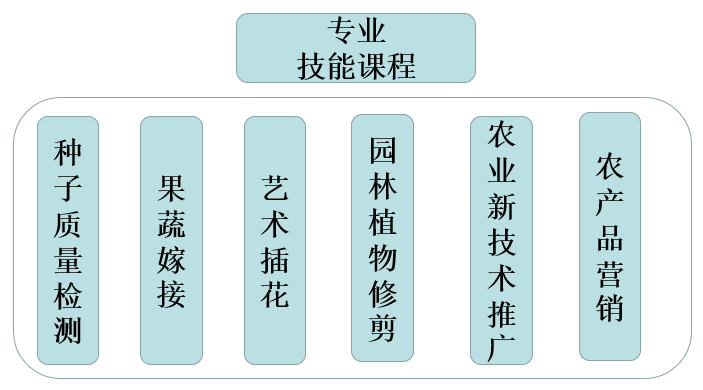 专业
技能课程
种子质量检测
果蔬嫁接
艺术插花
园林植物修剪
农业新技术推广
农产品营销